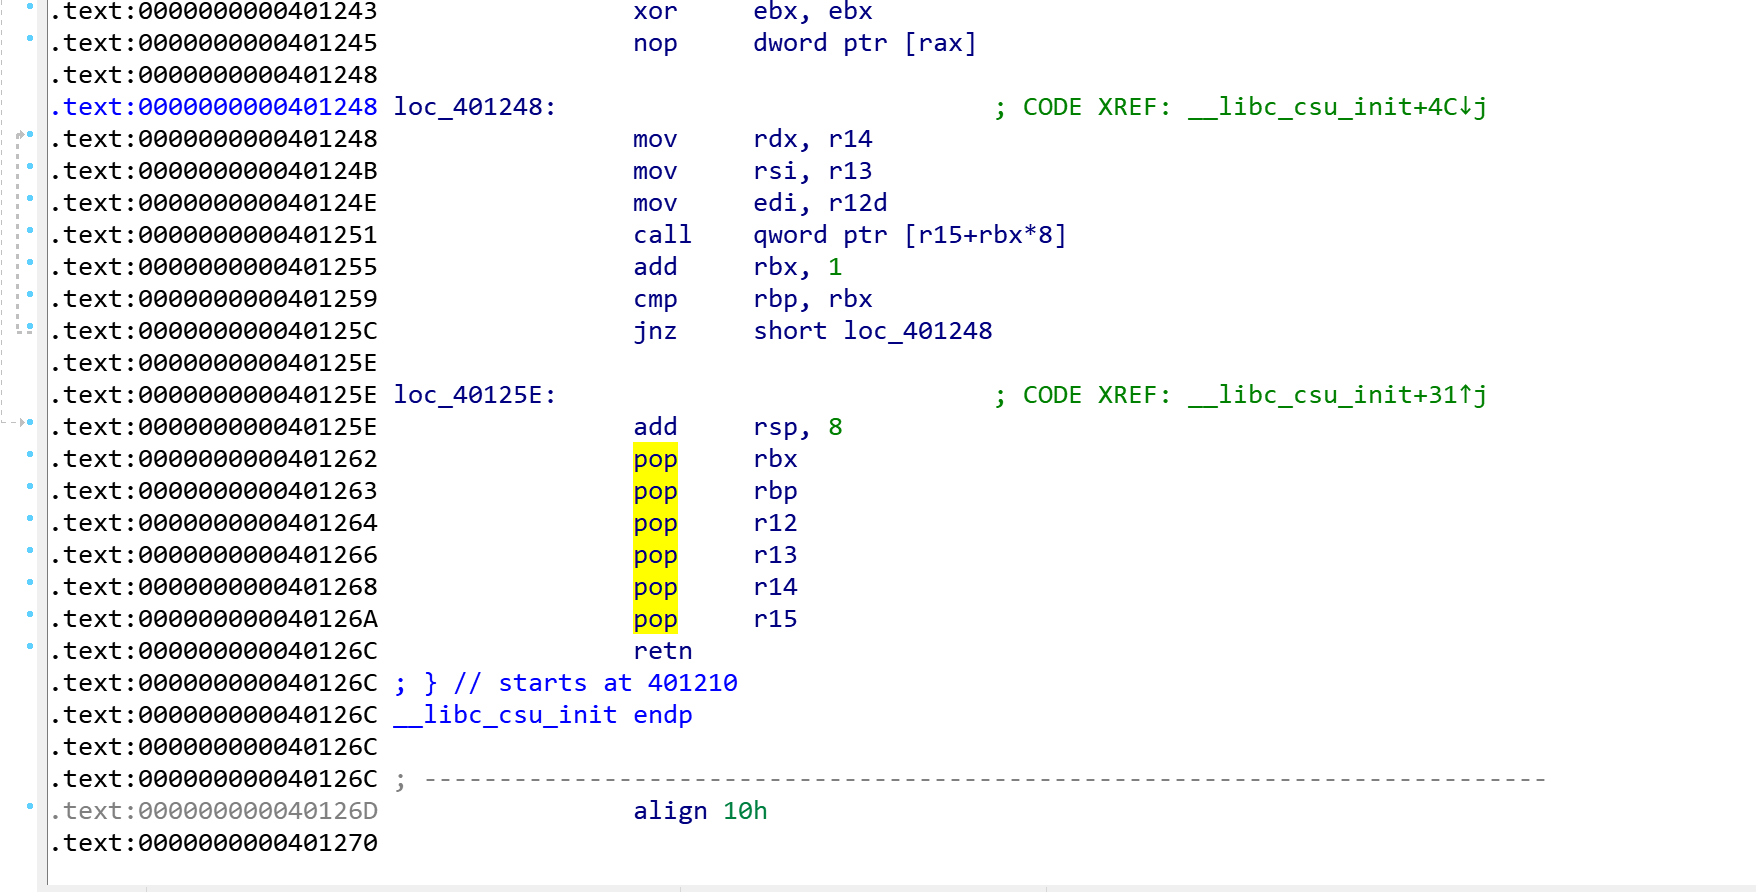 .text:0000000000401243                 xor     ebx, ebx
.text:0000000000401245                 nop     dword ptr [rax]
.text:0000000000401248
.text:0000000000401248 loc_401248:                             ; CODE XREF: __libc_csu_init+4C↓j
.text:0000000000401248                 mov     rdx, r14
.text:000000000040124B                 mov     rsi, r13
.text:000000000040124E                 mov     edi, r12d
.text:0000000000401251                 call    qword ptr [r15+rbx*8]
.text:0000000000401255                 add     rbx, 1
.text:0000000000401259                 cmp     rbp, rbx
.text:000000000040125C                 jnz     short loc_401248
.text:000000000040125E
.text:000000000040125E loc_40125E:                             ; CODE XREF: __libc_csu_init+31↑j
.text:000000000040125E                 add     rsp, 8
.text:0000000000401262                 pop     rbx
.text:0000000000401263                 pop     rbp
.text:0000000000401264                 pop     r12
.text:0000000000401266                 pop     r13
.text:0000000000401268                 pop     r14
.text:000000000040126A                 pop     r15
.text:000000000040126C                 retn
.text:000000000040126C ; } // starts at 401210
.text:000000000040126C __libc_csu_init endp
.text:000000000040126C
.text:000000000040126C ; ---------------------------------------------------------------------------
.text:000000000040126D                 align 10h
.text:0000000000401270